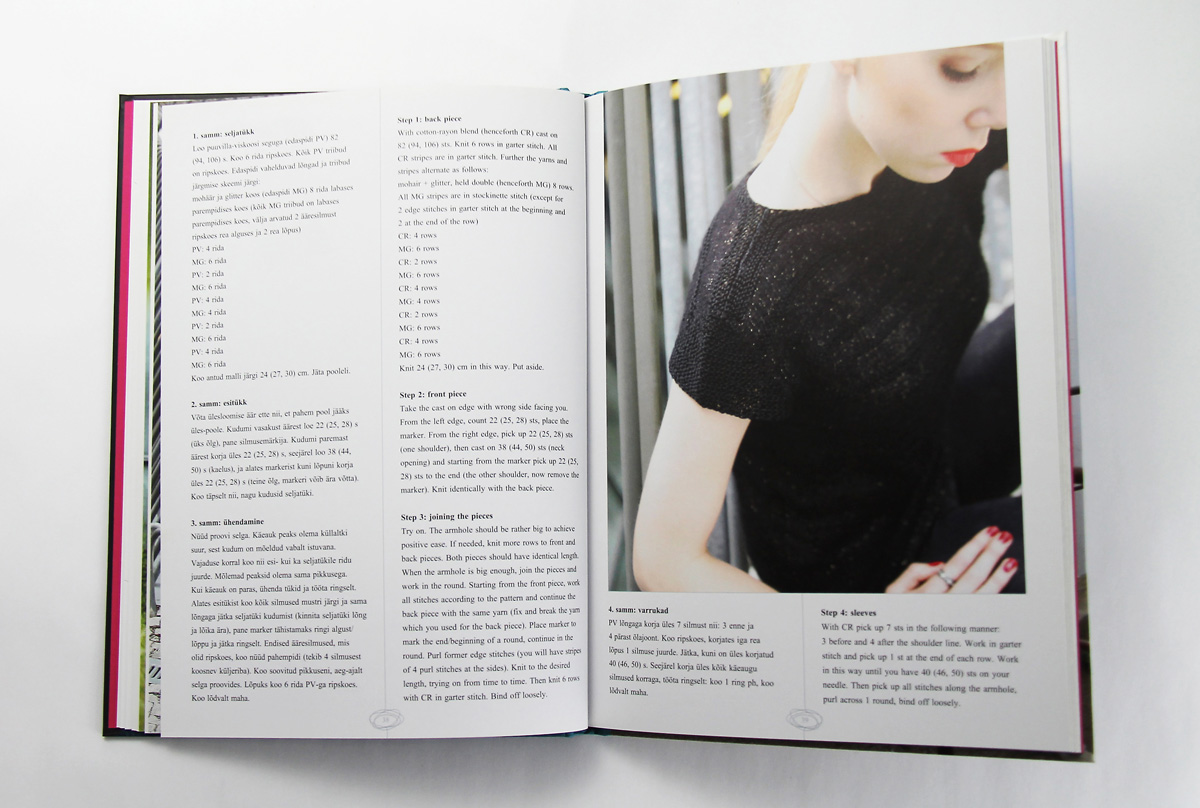 1. samm: seljatükk
Loo puuvilla-viskoosi seguga (edaspidi PV) 82
(94, 106) s. Koo 6 rida ripskoes. Kõik PV triibud
on ripskoes. Edaspidi vahelduvad lõngad ja triibud
järgmise skeemi järgi:
mohäär ja glitter koos (edaspidi MG) 8 rida labases
parempidises koes (kõik MG triibud on labases
parempidises koes, välja arvatud 2 ääresilmust
ripskoes rea alguses ja 2 rea lõpus)
PV: 4 rida
MG: 6 rida
PV: 2 rida
MG: 6 rida
PV: 4 rida
MG: 4 rida
PV: 2 rida
MG: 6 rida
PV: 4 rida
MG: 6 rida
Koo antud malli järgi 24 (27, 30) cm. Jäta pooleli.
2. samm: esitükk
Võta ülesloomise äär ette nii, et pahem pool jääks
üles-poole. Kudumi vasakust äärest loe 22 (25, 28) s
(üks õlg), pane silmusemärkija. Kudumi paremast
äärest korja üles 22 (25, 28) s, seejärel loo 38 (44,
50) s (kaelus), ja alates markerist kuni lõpuni korja
üles 22 (25, 28) s (teine õlg, markeri võib ära võtta).
Koo täpselt nii, nagu kudusid seljatüki.
3. samm: ühendamine
Nüüd proovi selga. Käeauk peaks olema küllaltki
suur, sest kudum on mõeldud vabalt istuvana.
Vajaduse korral koo nii esi- kui ka seljatükile ridu
juurde. Mõlemad peaksid olema sama pikkusega.
Kui käeauk on paras, ühenda tükid ja tööta ringselt.
Alates esitükist koo kõik silmused mustri järgi ja sama
lõngaga jätka seljatüki kudumist (kinnita seljatüki lõng
ja lõika ära), pane marker tähistamaks ringi algust/
lõppu ja jätka ringselt. Endised ääresilmused, mis
olid ripskoes, koo nüüd pahempidi (tekib 4 silmusest
koosnev küljeriba). Koo soovitud pikkuseni, aeg-ajalt
selga proovides. Lõpuks koo 6 rida PV-ga ripskoes.
Koo lõdvalt maha.
Step 1: back piece
With cotton-rayon blend (henceforth CR) cast on
82 (94, 106) sts. Knit 6 rows in garter stitch. All
CR stripes are in garter stitch. Further the yarns and
stripes alternate as follows:
mohair + glitter, held double (henceforth MG) 8 rows.
All MG stripes are in stockinette stitch (except for
2 edge stitches in garter stitch at the beginning and
2 at the end of the row)
CR: 4 rows
MG: 6 rows
CR: 2 rows
MG: 6 rows
CR: 4 rows
MG: 4 rows
CR: 2 rows
MG: 6 rows
CR: 4 rows
MG: 6 rows
Knit 24 (27, 30) cm in this way. Put aside.
Step 2: front piece
Take the cast on edge with wrong side facing you.
From the left edge, count 22 (25, 28) sts, place the
marker. From the right edge, pick up 22 (25, 28) sts
(one shoulder), then cast on 38 (44, 50) sts (neck
opening) and starting from the marker pick up 22 (25,
28) sts to the end (the other shoulder, now remove the
marker). Knit identically with the back piece.
Step 3: joining the pieces
Try on. The armhole should be rather big to achieve
positive ease. If needed, knit more rows to front and
back pieces. Both pieces should have identical length.
When the armhole is big enough, join the pieces and
work in the round. Starting from the front piece, work
all stitches according to the pattern and continue the
back piece with the same yarn (fix and break the yarn
which you used for the back piece). Place marker to
mark the end/beginning of a round, continue in the
round. Purl former edge stitches (you will have stripes
of 4 purl stitches at the sides). Knit to the desired
length, trying on from time to time. Then knit 6 rows
with CR in garter stitch. Bind off loosely.
4. samm: varrukad
PV lõngaga korja üles 7 silmust nii: 3 enne ja
4 pärast õlajoont. Koo ripskoes, korjates iga rea
lõpus 1 silmuse juurde. Jätka, kuni on üles korjatud
40 (46, 50) s. Seejärel korja üles kõik käeaugu
silmused korraga, tööta ringselt: koo 1 ring ph, koo
lõdvalt maha.
Step 4: sleeves
With CR pick up 7 sts in the following manner:
3 before and 4 after the shoulder line. Work in garter
stitch and pick up 1 st at the end of each row. Work
in this way until you have 40 (46, 50) sts on your
needle. Then pick up all stitches along the armhole,
purl across 1 round, bind off loosely.